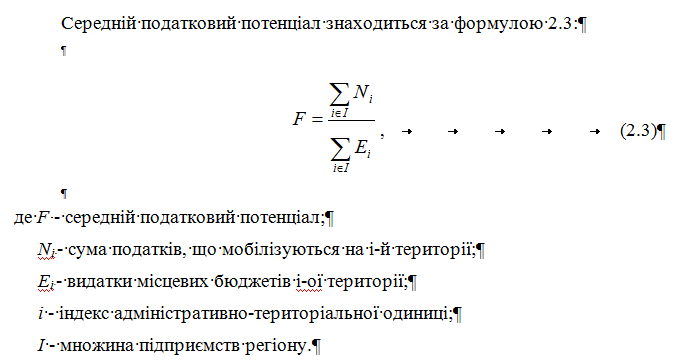 Середній податковий потенціал знаходиться за формулою 2.3:¶
¶
F = ∑_{i∈I} N_i / ∑_{i∈I} E_i , → → → → → (2.3)¶
¶
де F - середній податковий потенціал;¶
N_i - сума податків, що мобілізуються на і-й території;¶
E_i - видатки місцевих бюджетів і-ої території;¶
i - індекс адміністративно-територіальної одиниці;¶
I - множина підприємств регіону.¶